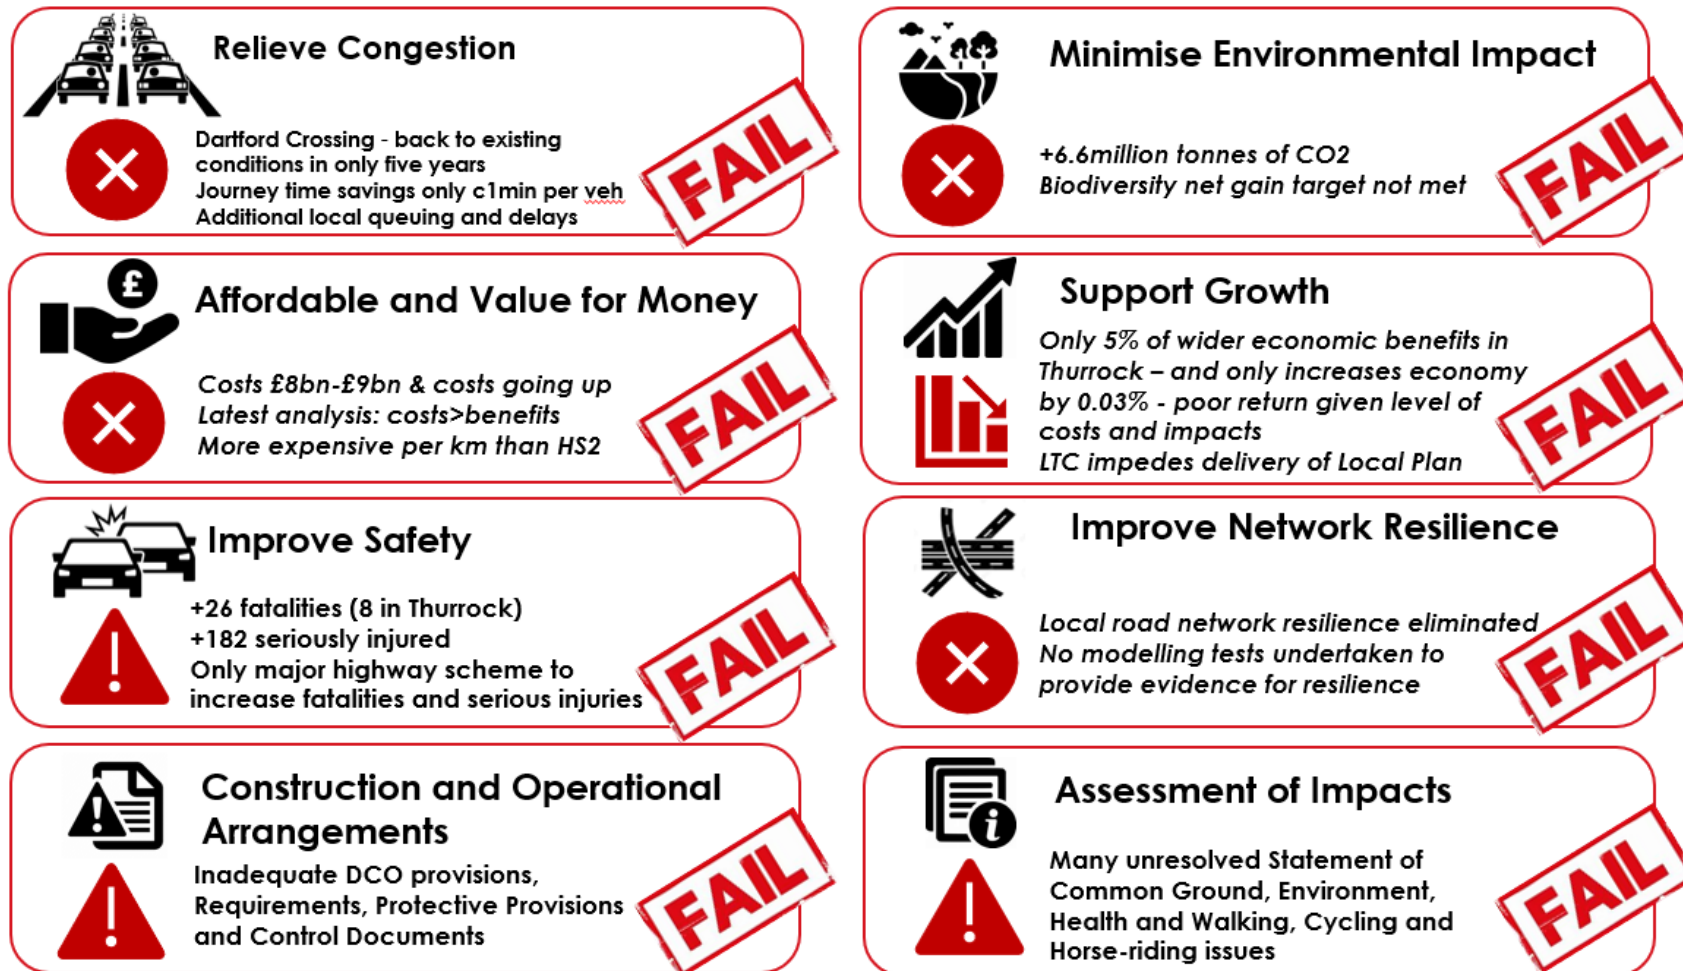 Relieve Congestion
Dartford Crossing - back to existing
conditions in only five years
Journey time savings only c1min per veh
Additional local queuing and delays
FAIL
Minimise Environmental Impact
+6.6million tonnes of CO2
Biodiversity net gain target not met
FAIL
£
Affordable and Value for Money
Costs £8bn-£9bn & costs going up
Latest analysis: costs>benefits
More expensive per km than HS2
FAIL
Support Growth
Only 5% of wider economic benefits in
Thurrock – and only increases economy
by 0.03% - poor return given level of
costs and impacts
LTC impedes delivery of Local Plan
FAIL
Improve Safety
+26 fatalities (8 in Thurrock)
+182 seriously injured
Only major highway scheme to
increase fatalities and serious injuries
FAIL
Improve Network Resilience
Local road network resilience eliminated
No modelling tests undertaken to
provide evidence for resilience
FAIL
Construction and Operational
Arrangements
Inadequate DCO provisions,
Requirements, Protective Provisions
and Control Documents
FAIL
Assessment of Impacts
Many unresolved Statement of
Common Ground, Environment,
Health and Walking, Cycling and
Horse-riding issues
FAIL